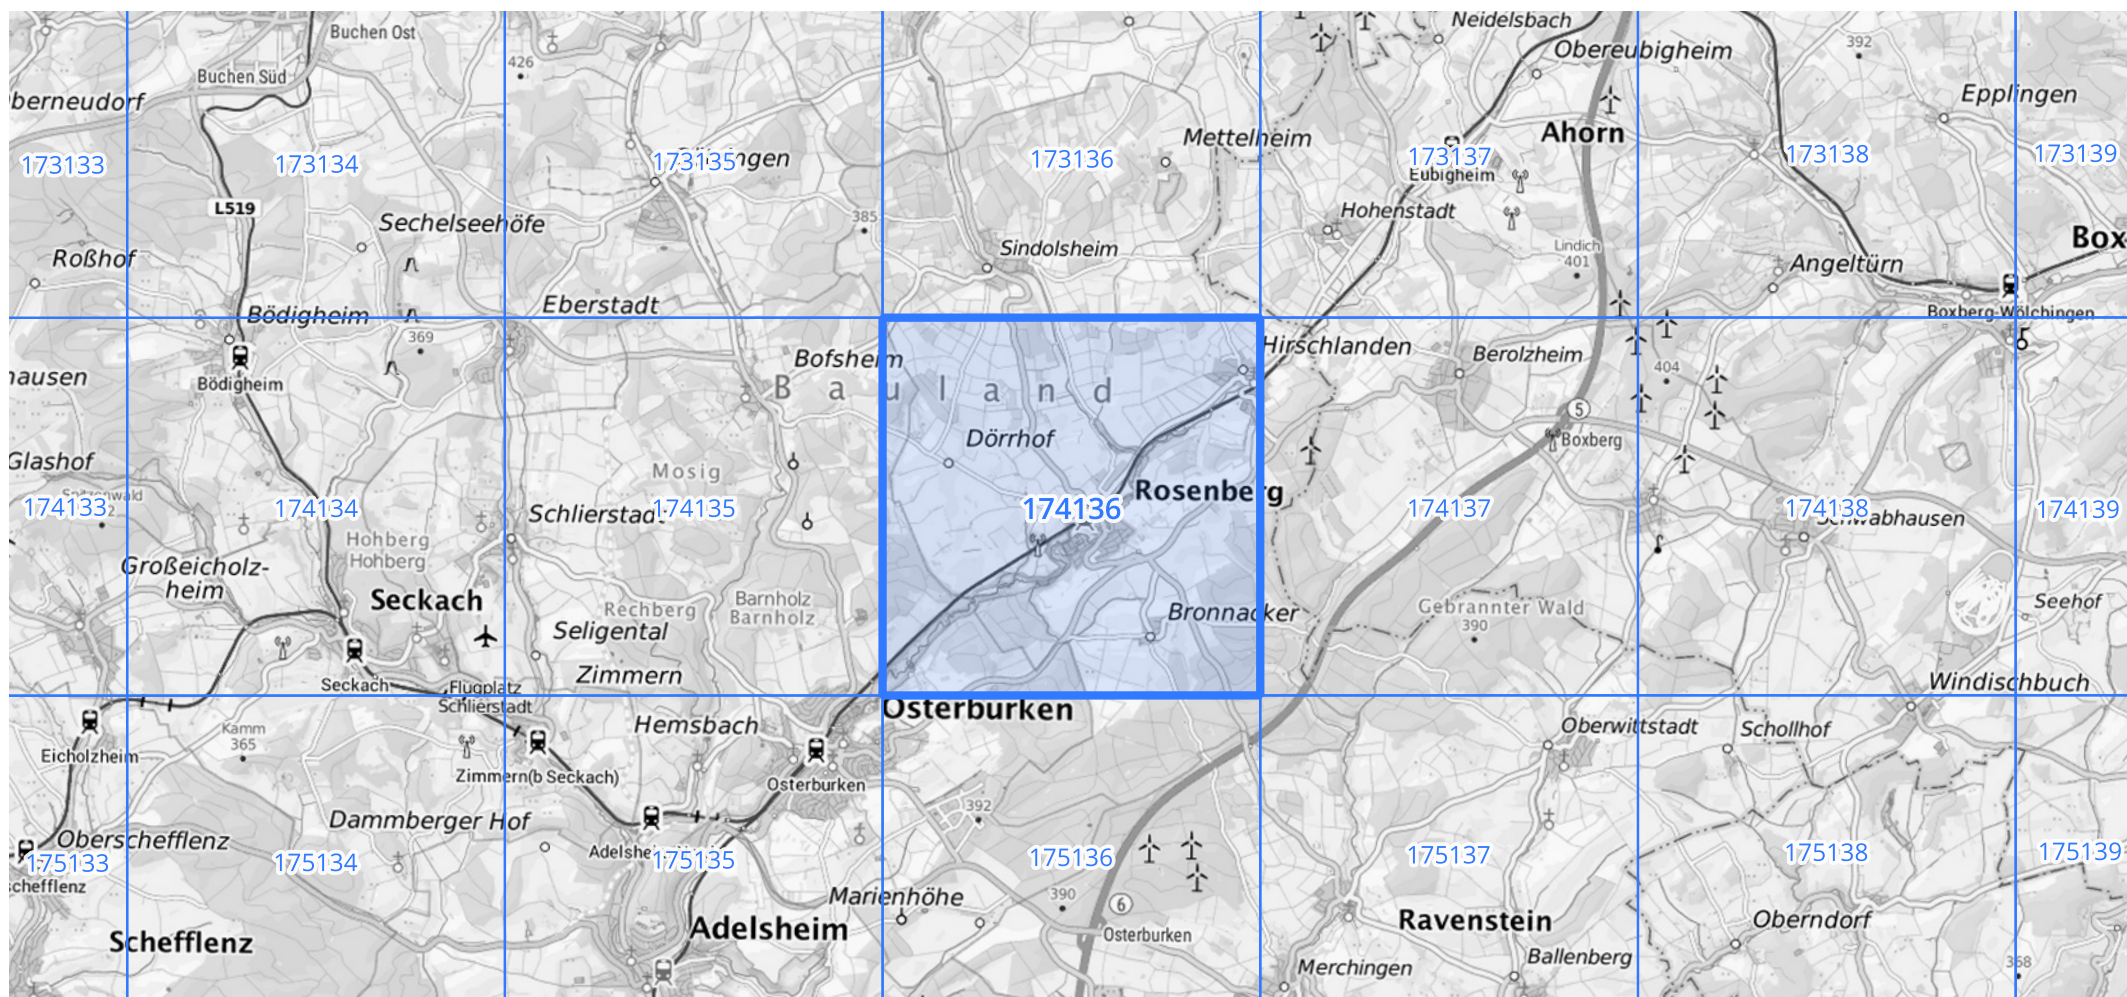 Neidelsbach
Buchen Ost
392
Obereubigheim
426
Buchen Süd
berneudorf
Epplingen
Ahorn
Mettelheim
173133
173134
173135
173136
173137
173138
173139
Eubigheim
L519
Hohenstadt
385
Sechelseehöfe
Box
Sindolsheim
Lindich
401
Roßhof
Angeltürn
Eberstadt
Bödigheim
Boxberg-Wölchingen
369
Hirschlanden
Berolzheim
Bofsheim
404
hausen
Bödigheim
Bauland
5
Dörrhof
Boxberg
Glashof
Mosig
Rosenberg
174133
174134
174135
174136
174137
174138
174139
Schlierstadt
Schwabhausen
Hohberg
Hohberg
Großeicholz-
heim
Seckach
Rechberg
Barnholz
Barnholz
Bronnacker
Gebrannter Wald
390
Seehof
Seligental
Zimmern
Seckach
Flugplatz
Schlierstadt
Windischbuch
Osterburken
Hemsbach
Oberwittstadt
Schollhof
Kamm
365
Eicholzheim
Zimmern(b Seckach)
Osterburken
392
Dammberger Hof
Oberschefflenz
175133
175134
175135
175136
175137
175138
175139
schefflenz
Marienhöhe
390
6
Schefflenz
Adelsheim
Osterburken
Ravenstein
Oberndorf
Ballenberg
Merchingen
368